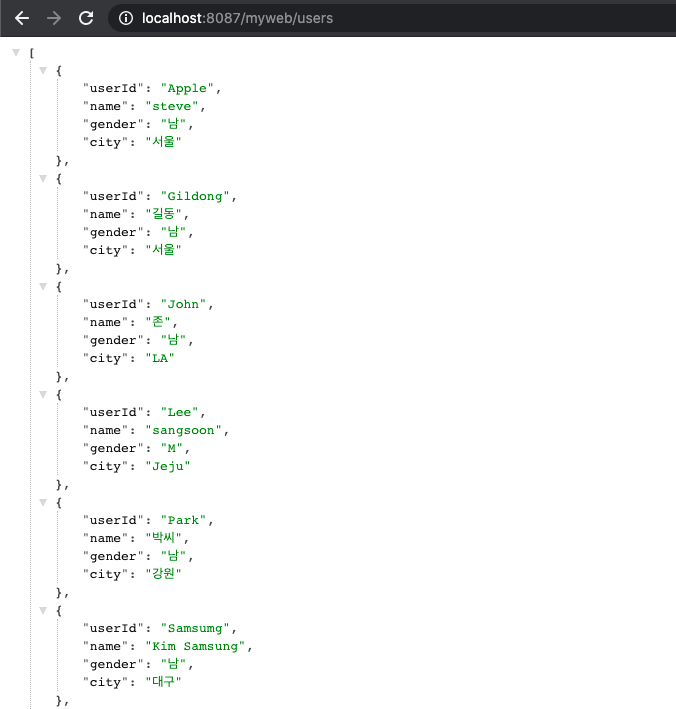 localhost:8087/myweb/users
[
{
"userId": "Apple",
"name": "steve",
"gender": "남",
"city": "서울"
},
{
"userId": "Gildong",
"name": "길동",
"gender": "남",
"city": "서울"
},
{
"userId": "John",
"name": "존",
"gender": "남",
"city": "LA"
},
{
"userId": "Lee",
"name": "sangsoon",
"gender": "M",
"city": "Jeju"
},
{
"userId": "Park",
"name": "박씨",
"gender": "남",
"city": "강원"
},
{
"userId": "Samsumg",
"name": "Kim Samsung",
"gender": "남",
"city": "대구"
},